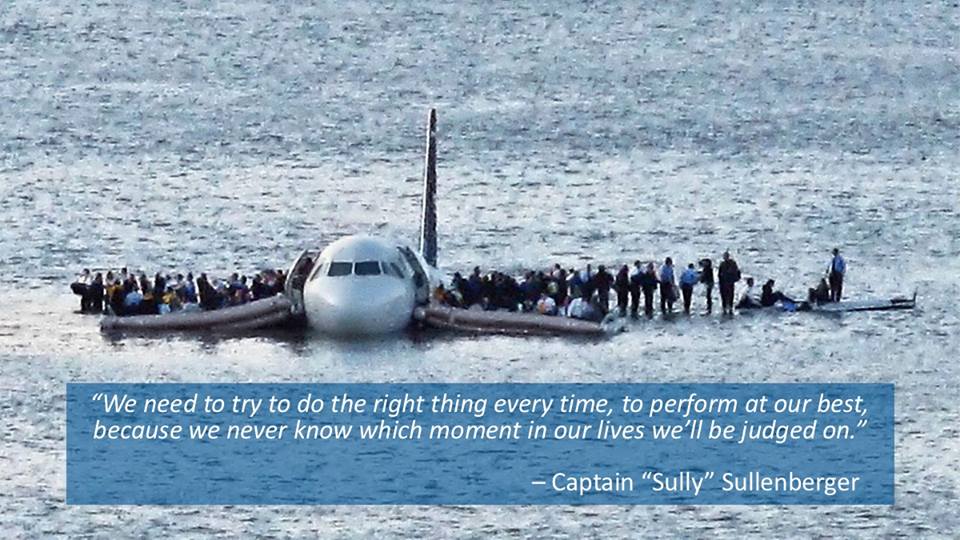 “We need to try to do the right thing every time, to perform at our best,
because we never know which moment in our lives we’ll be judged on.”
– Captain “Sully” Sullenberger